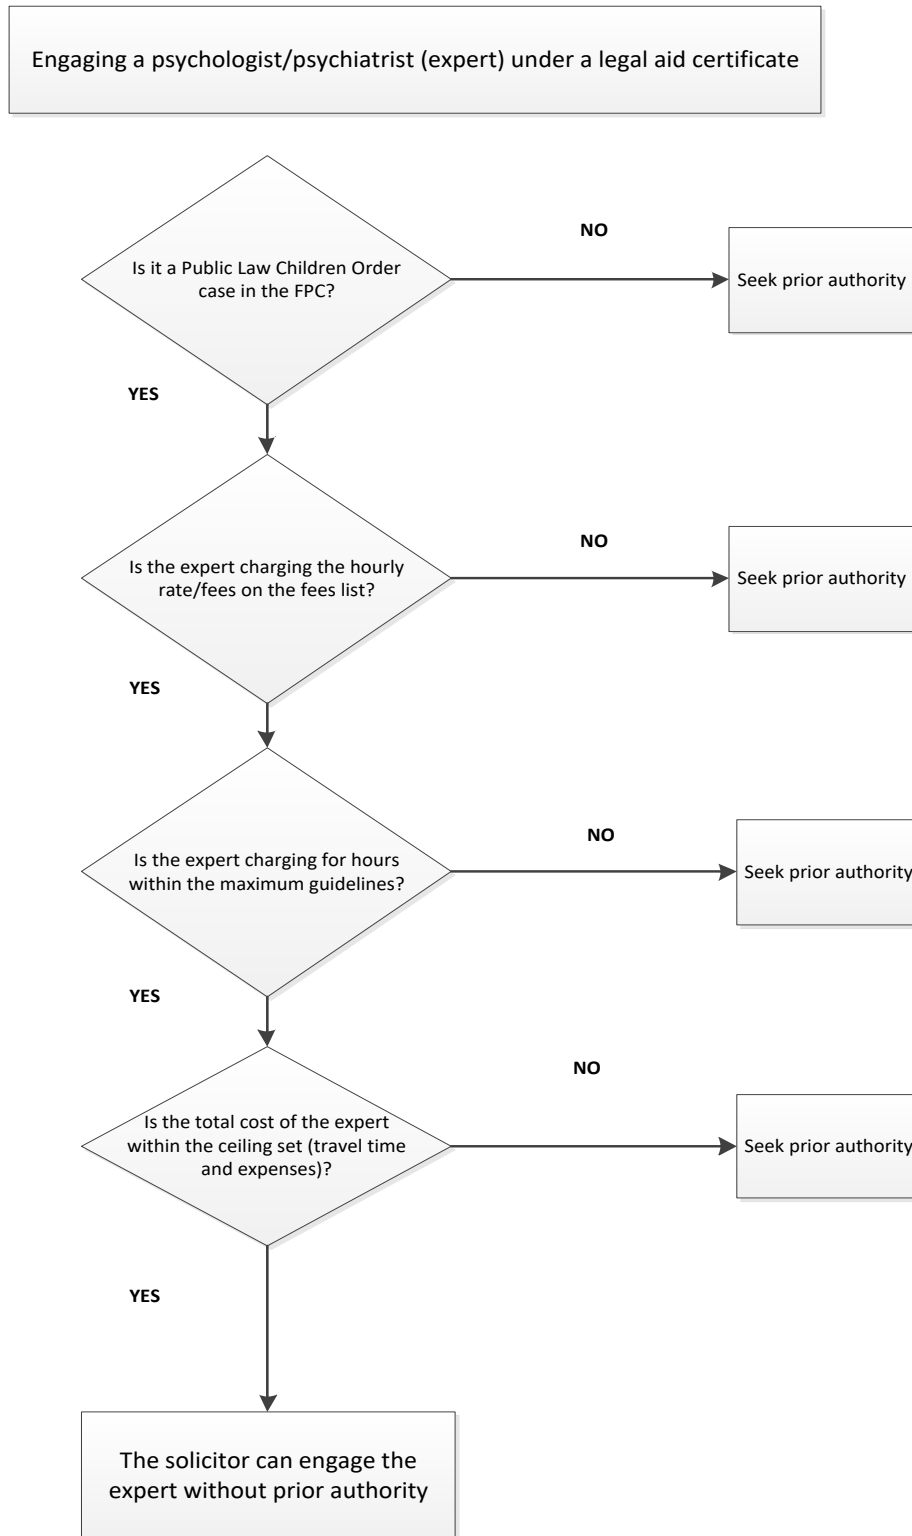 Engaging a psychologist/psychiatrist (expert) under a legal aid certificate
Is it a Public Law Children Order
case in the FPC?
NO
Seek prior authority
YES
Is the expert charging the hourly
rate/fees on the fees list?
NO
Seek prior authority
YES
Is the expert charging for hours
within the maximum guidelines?
NO
Seek prior authority
YES
Is the total cost of the expert
within the ceiling set (travel time
and expenses)?
NO
Seek prior authority
YES
The solicitor can engage the
expert without prior authority